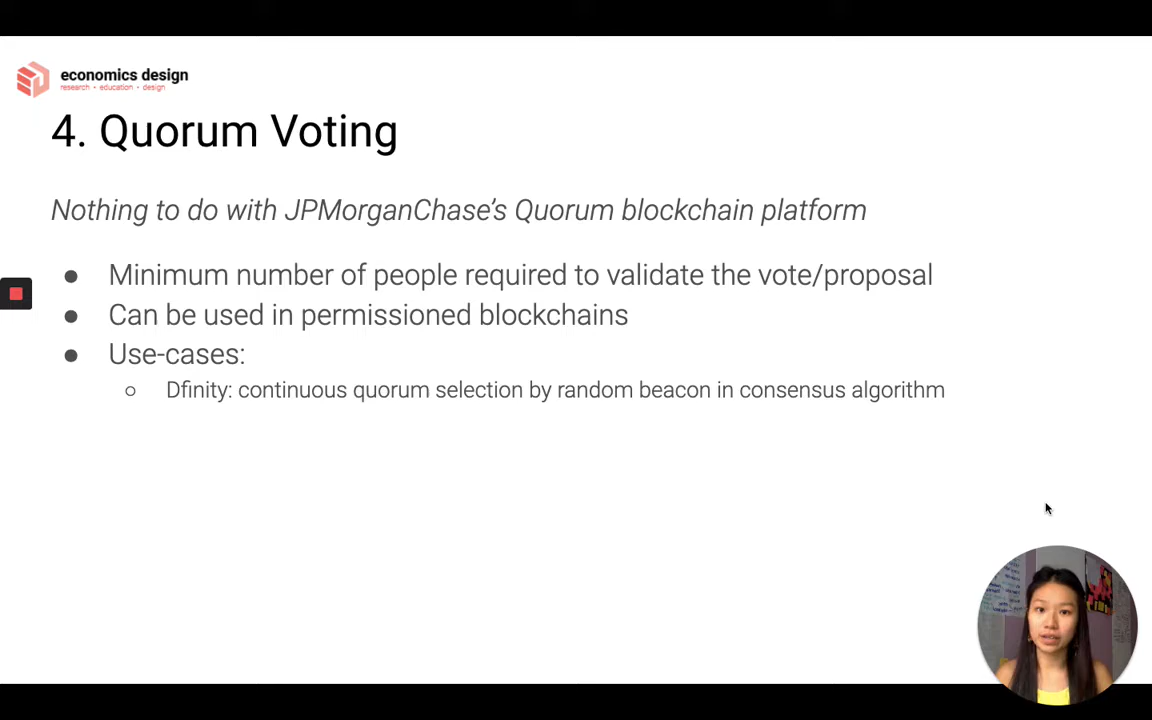 economics design
research • education • design
4. Quorum Voting
Nothing to do with JPMorganChase's Quorum blockchain platform
● Minimum number of people required to validate the vote/proposal
● Can be used in permissioned blockchains
● Use-cases:
○ Dfinity: continuous quorum selection by random beacon in consensus algorithm